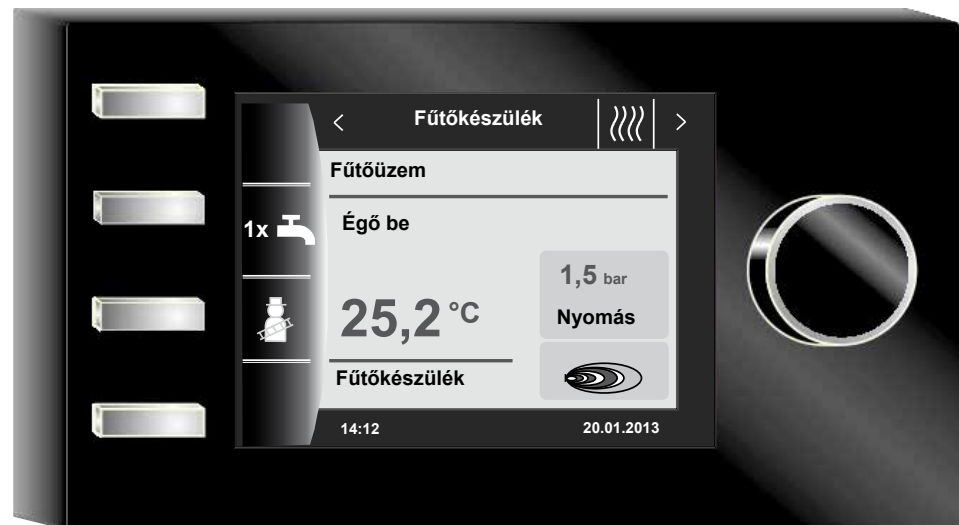 Fűtőkészülék
Fűtőüzem
1x
Égő be
1,5 bar
Nyomás
25,2 °C
Fűtőkészülék
14:12
20.01.2013